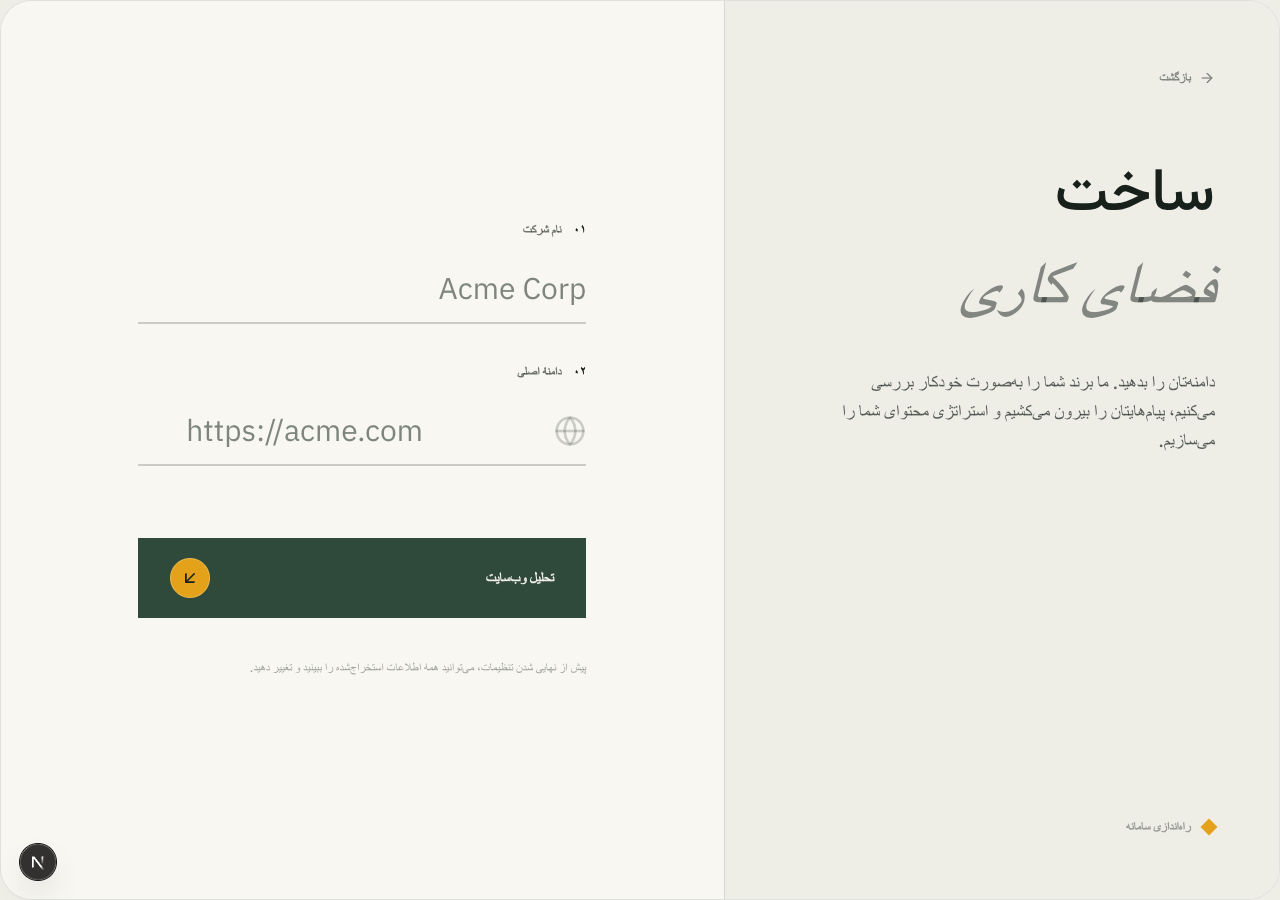 بازگشت
ساخت
فضای کاری
دامنه‌تان را بدهید. ما برند شما را به‌صورت خودکار بررسی
می‌کنیم، پیام‌هایتان را بیرون می‌کشیم و استراتژی محتوای شما را
می‌سازیم.
راه‌اندازی سامانه
۰۱ نام شرکت
Acme Corp
۰۲ دامنهٔ اصلی
https://acme.com
تحلیل وب‌سایت
پیش از نهایی شدن تنظیمات، می‌توانید همهٔ اطلاعات استخراج‌شده را ببینید و تغییر دهید.
N